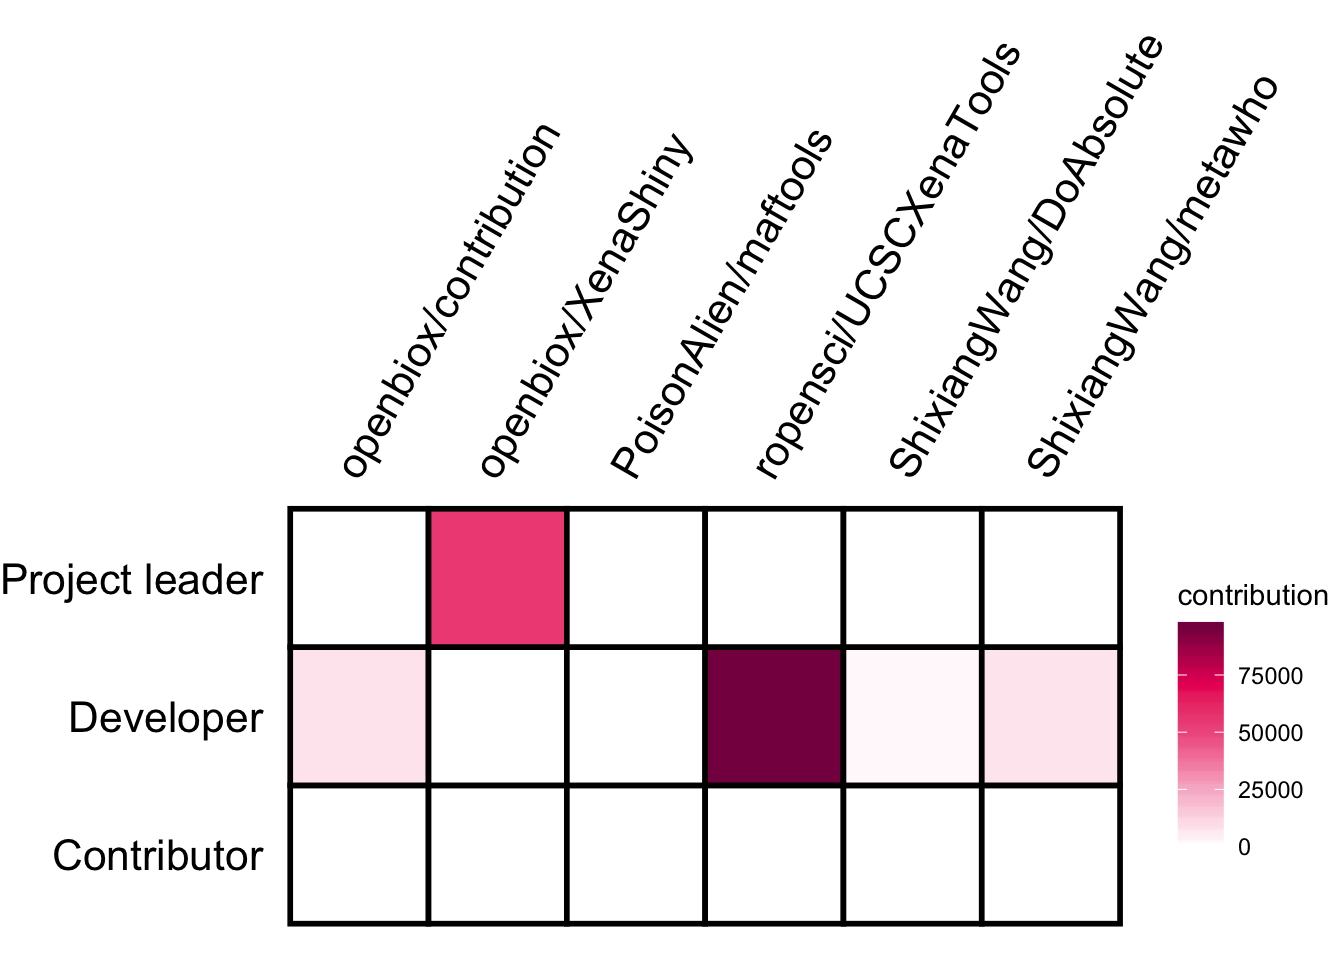 openbiox/contribution
openbiox/XenaShiny
PoisonAlien/maftools
ropensci/UCSCXenaTools
ShixiangWang/DoAbsolute
ShixiangWang/metawho
Project leader
Developer
Contributor
contribution
75000
50000
25000
0